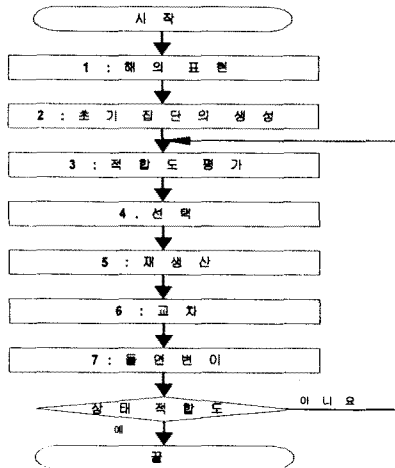 시 작
1 : 해 의 표 현
2 : 초 기 집 단 의 생 성
3 : 적 합 도 평 가
4 . 선 택
5 : 재 생 산
6 : 교 차
7 : 돌 연 변 이
상 태 적 합 도
아 니 요
예
끝